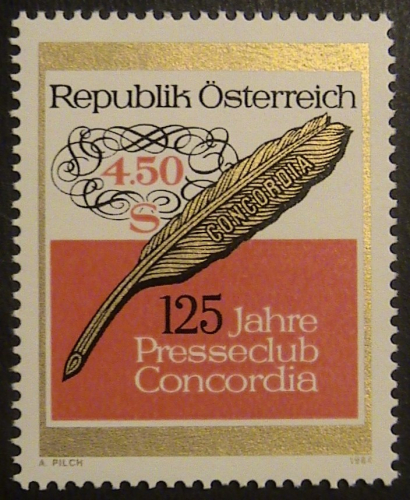 Republik Österreich
4.50
S
CONCORDIA
125 Jahre
Presseclub
Concordia
A. PILCH 1984